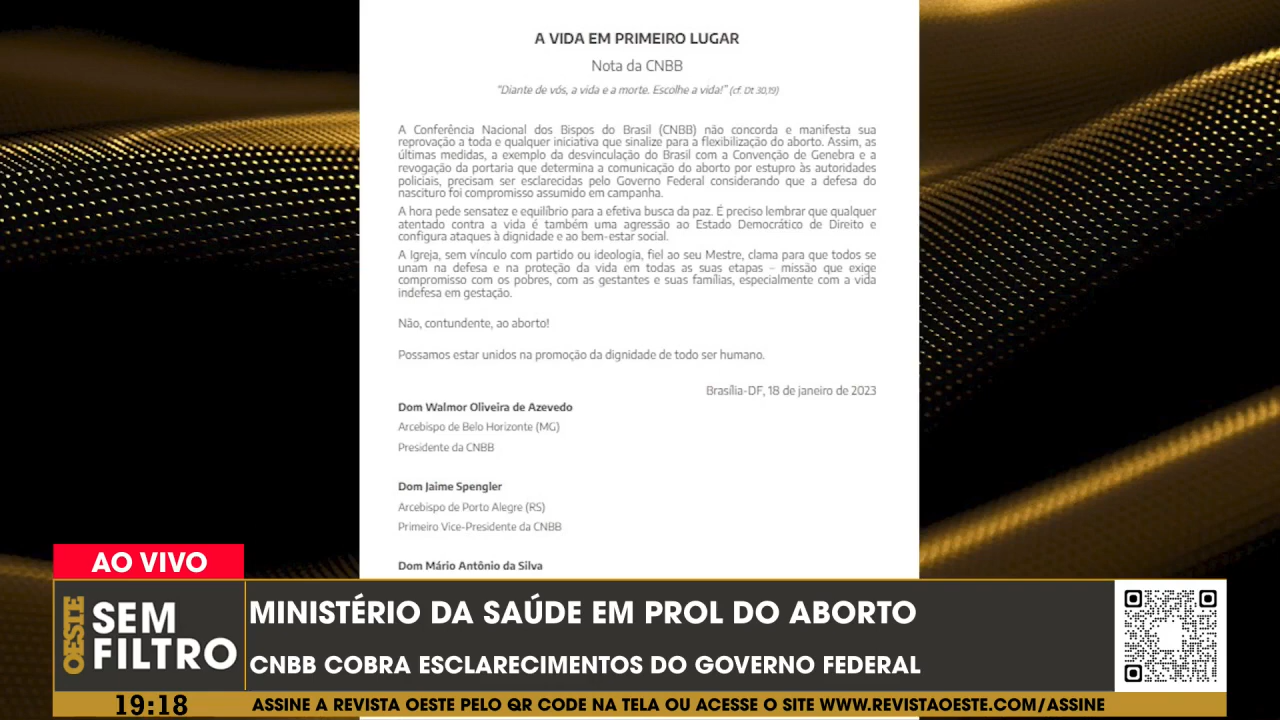 A VIDA EM PRIMEIRO LUGAR
Nota da CNBB
“Diante de vós, a vida e a morte. Escolhe a vida!” (cf. Dt 30,19)
A Conferência Nacional dos Bispos do Brasil (CNBB) não concorda e manifesta sua
reprovação a toda e qualquer iniciativa que sinalize para a flexibilização do aborto. Assim, as
últimas medidas, a exemplo da desvinculação do Brasil com a Convenção de Genebra e a
revogação da portaria que determina a comunicação do aborto por estupro às autoridades
policiais, precisam ser esclarecidas pelo Governo Federal considerando que a defesa do
nascituro foi compromisso assumido em campanha.
A hora pede sensatez e equilíbrio para a efetiva busca da paz. É preciso lembrar que qualquer
atentado contra a vida é também uma agressão ao Estado Democrático de Direito e
configura ataques à dignidade e ao bem-estar social.
A Igreja, sem vínculo com partido ou ideologia, fiel ao seu Mestre, clama para que todos se
unam na defesa e na proteção da vida em todas as suas etapas – missão que exige
compromisso com os pobres, com as gestantes e suas famílias, especialmente com a vida
indefesa em gestação.
Não, contundente, ao aborto!
Possamos estar unidos na promoção da dignidade de todo ser humano.
Brasília-DF, 18 de janeiro de 2023
Dom Walmor Oliveira de Azevedo
Arcebispo de Belo Horizonte (MG)
Presidente da CNBB
Dom Jaime Spengler
Arcebispo de Porto Alegre (RS)
Primeiro Vice-Presidente da CNBB
Dom Mário Antônio da Silva
AO VIVO
OESTE
SEM
FILTRO
MINISTÉRIO DA SAÚDE EM PROL DO ABORTO
CNBB COBRA ESCLARECIMENTOS DO GOVERNO FEDERAL
19:18
ASSINE A REVISTA OESTE PELO QR CODE NA TELA OU ACESSE O SITE WWW.REVISTAOESTE.COM/ASSINE